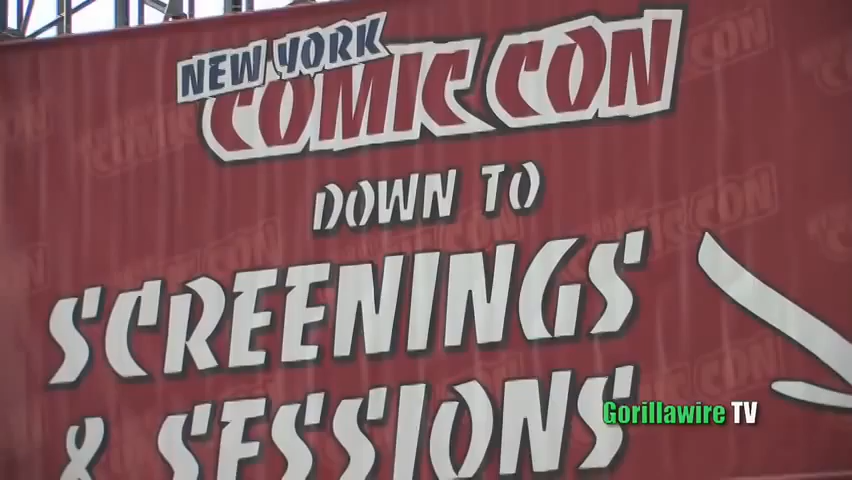 NEW YORK
COMIC CON
DOWN TO
SCREENINGS
& SESSIONS
Gorillawire TV